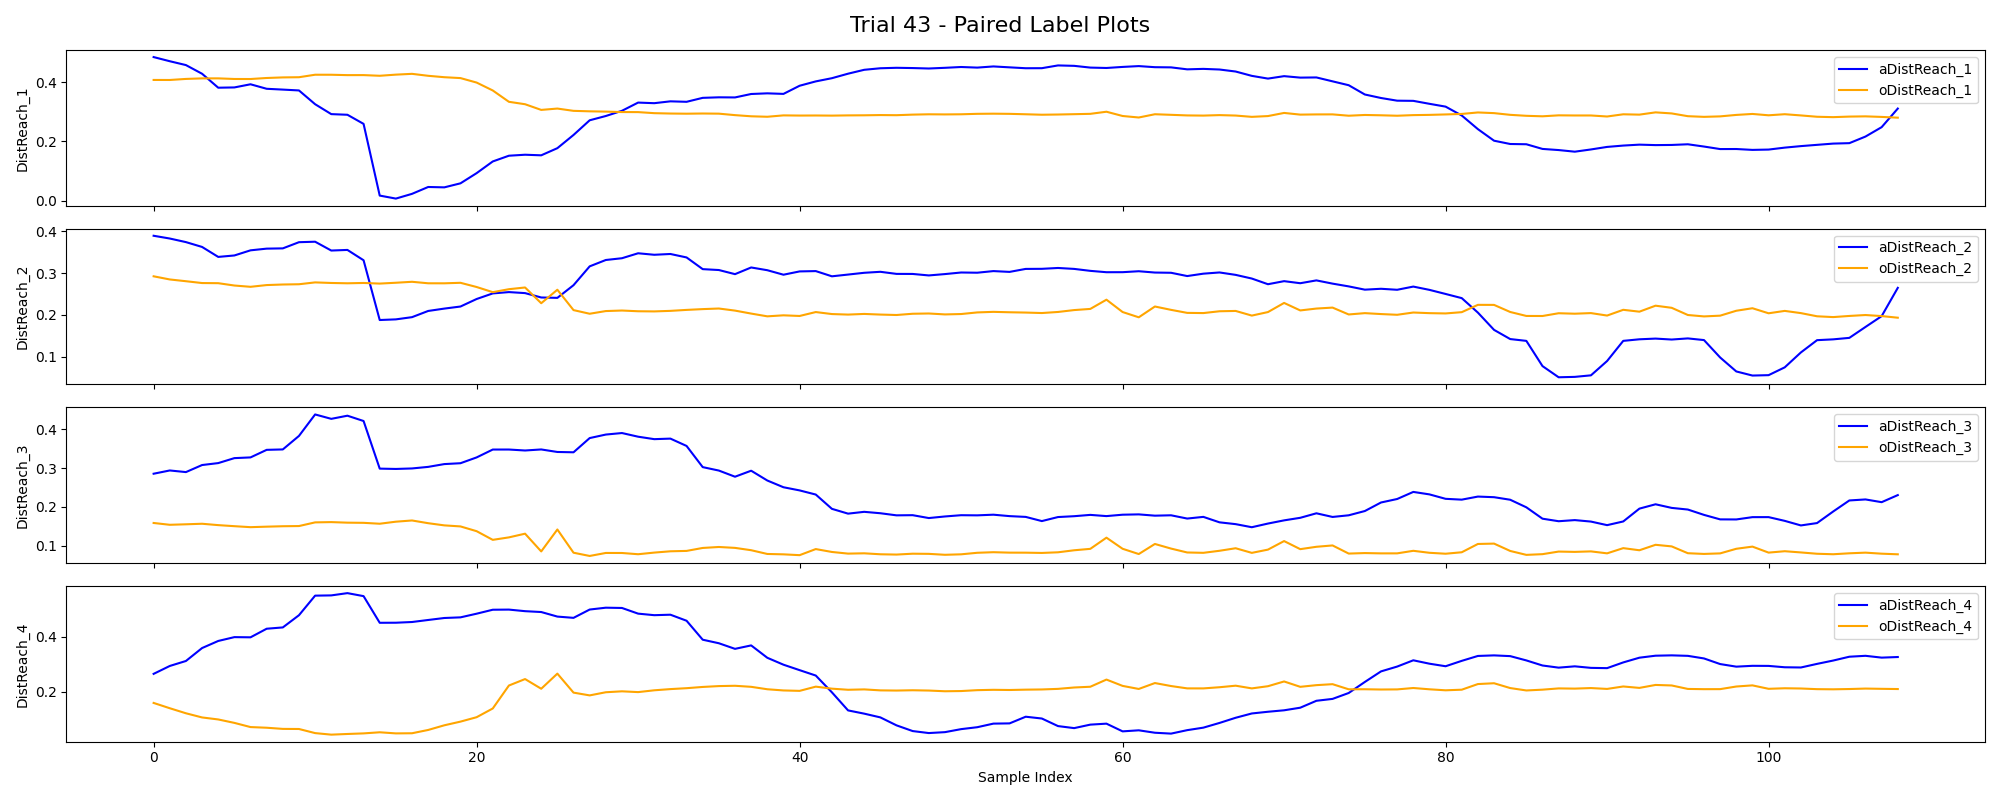 Trial 43 - Paired Label Plots
DistReach_1
0.4
0.2
0.0
aDistReach_1
oDistReach_1
DistReach_2
0.4
0.3
0.2
0.1
aDistReach_2
oDistReach_2
DistReach_3
0.4
0.3
0.2
0.1
aDistReach_3
oDistReach_3
DistReach_4
0.4
0.2
aDistReach_4
oDistReach_4
0 20 40 60 80 100
Sample Index